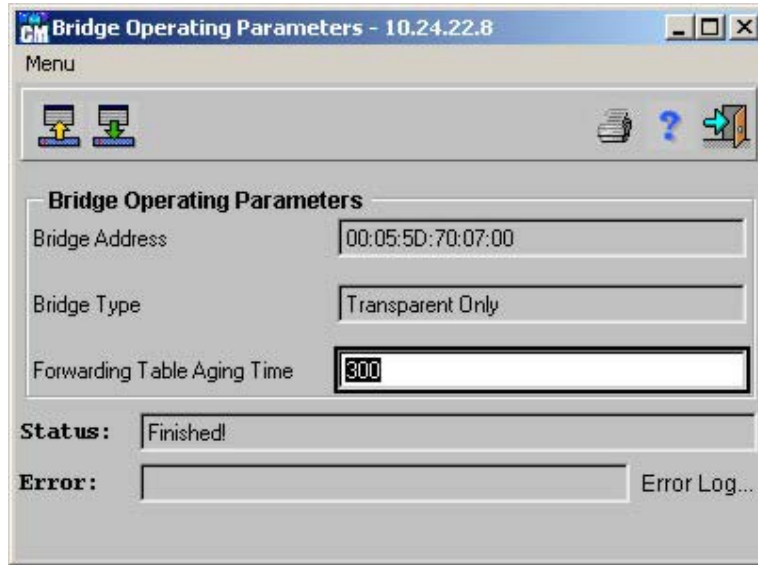 CM Bridge Operating Parameters - 10.24.22.8
Menu
?
Bridge Operating Parameters
Bridge Address 00:05:5D:70:07:00
Bridge Type Transparent Only
Forwarding Table Aging Time 300
Status: Finished!
Error: Error Log...